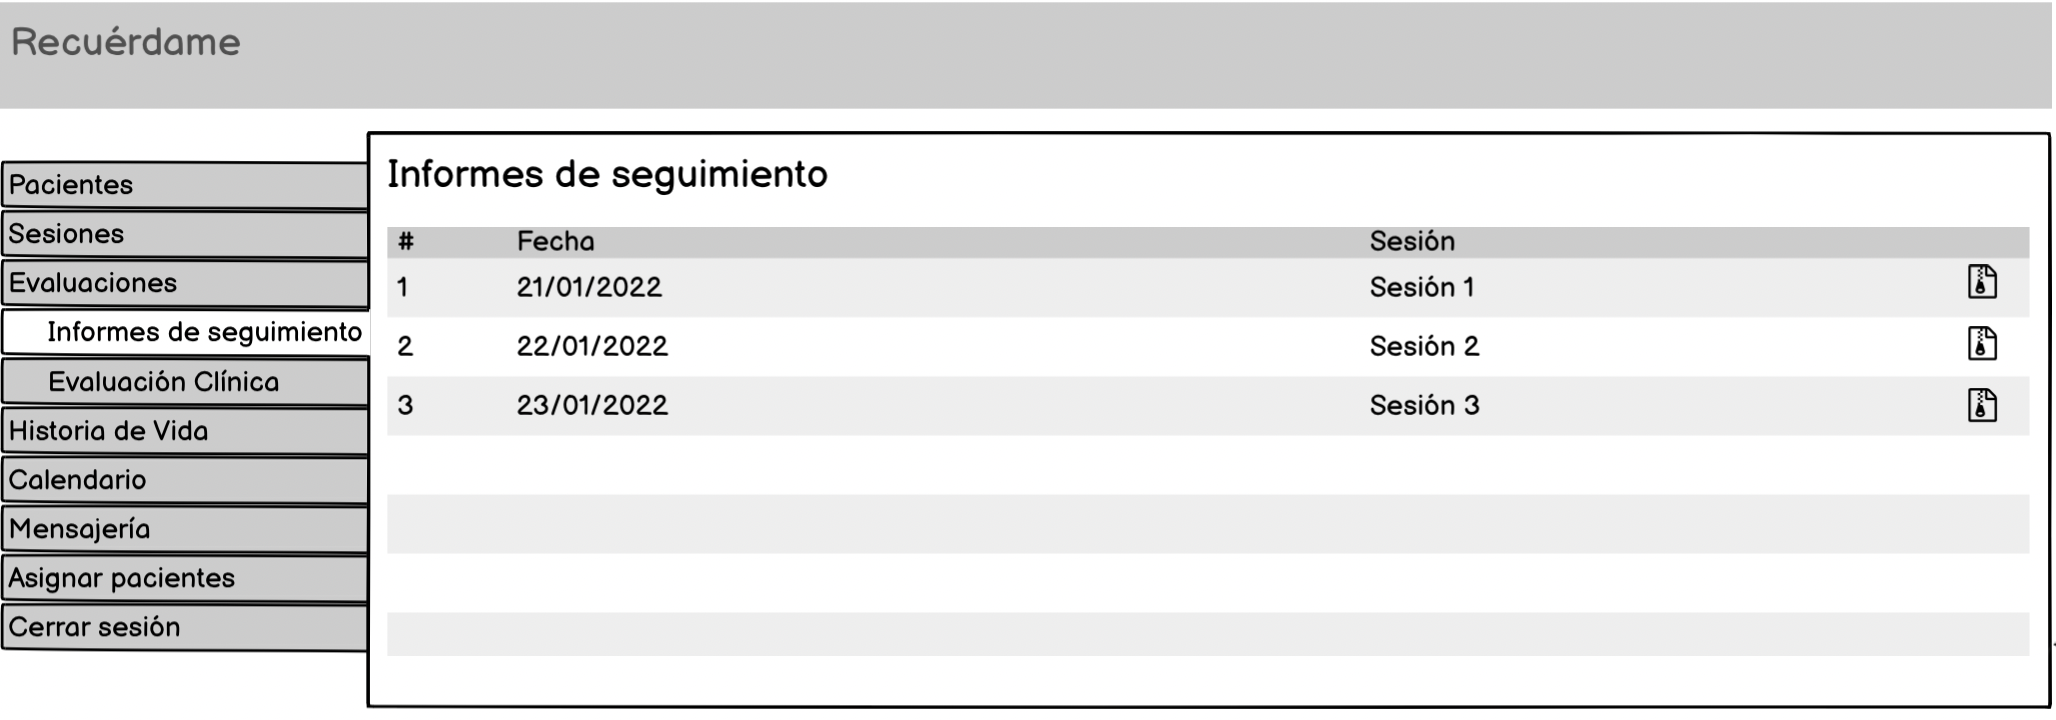 Recuérdame
Pacientes
Sesiones
Evaluaciones
Informes de seguimiento
Evaluación Clínica
Historia de Vida
Calendario
Mensajería
Asignar pacientes
Cerrar sesión
Informes de seguimiento
# Fecha Sesión
1 21/01/2022 Sesión 1
2 22/01/2022 Sesión 2
3 23/01/2022 Sesión 3